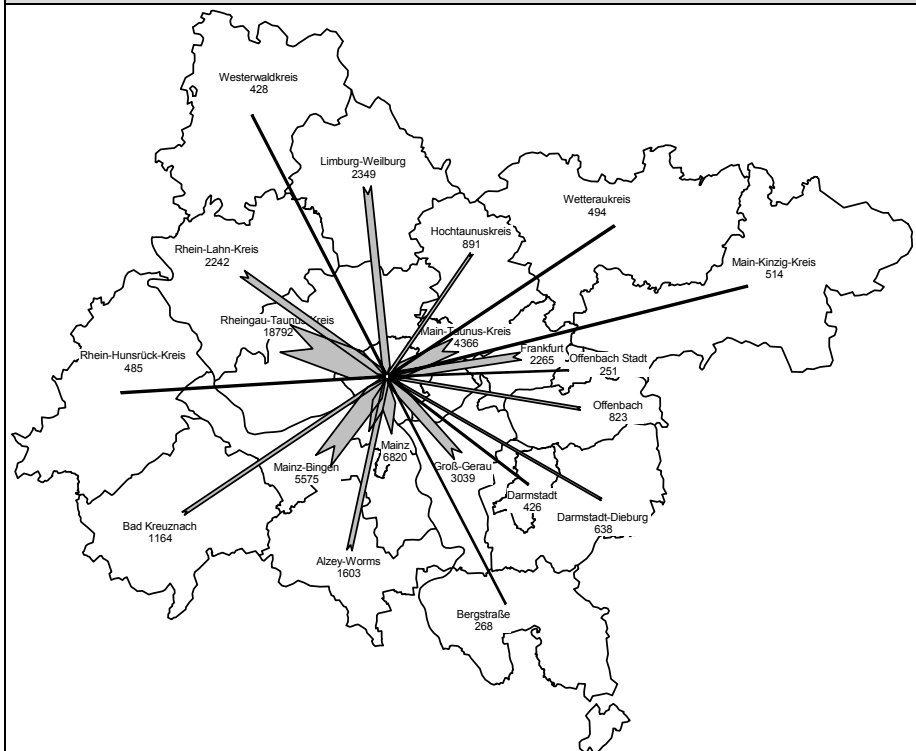 Westerwaldkreis
428
Limburg-Weilburg
2349
Wetteraukreis
494
Hochtaunuskreis
891
Rhein-Lahn-Kreis
2242
Main-Kinzig-Kreis
514
Rheingau-Taunus-Kreis
18792
Main-Taunus-Kreis
4366
Frankfurt
2265
Offenbach Stadt
251
Rhein-Hunsrück-Kreis
485
Offenbach
823
Mainz
6820
Mainz-Bingen
5575
Groß-Gerau
3039
Darmstadt
426
Darmstadt-Dieburg
638
Bad Kreuznach
1164
Alzey-Worms
1603
Bergstraße
268